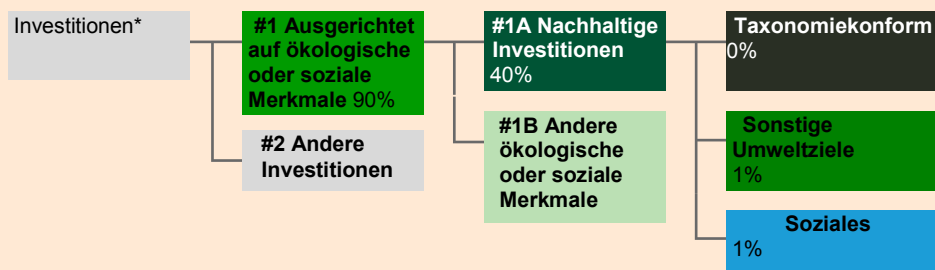 Investitionen*
#1 Ausgerichtet
auf ökologische
oder soziale
Merkmale 90%
#2 Andere
Investitionen
#1A Nachhaltige
Investitionen
40%
#1B Andere
ökologische
oder soziale
Merkmale
Taxonomiekonform
0%
Sonstige
Umweltziele
1%
Soziales
1%